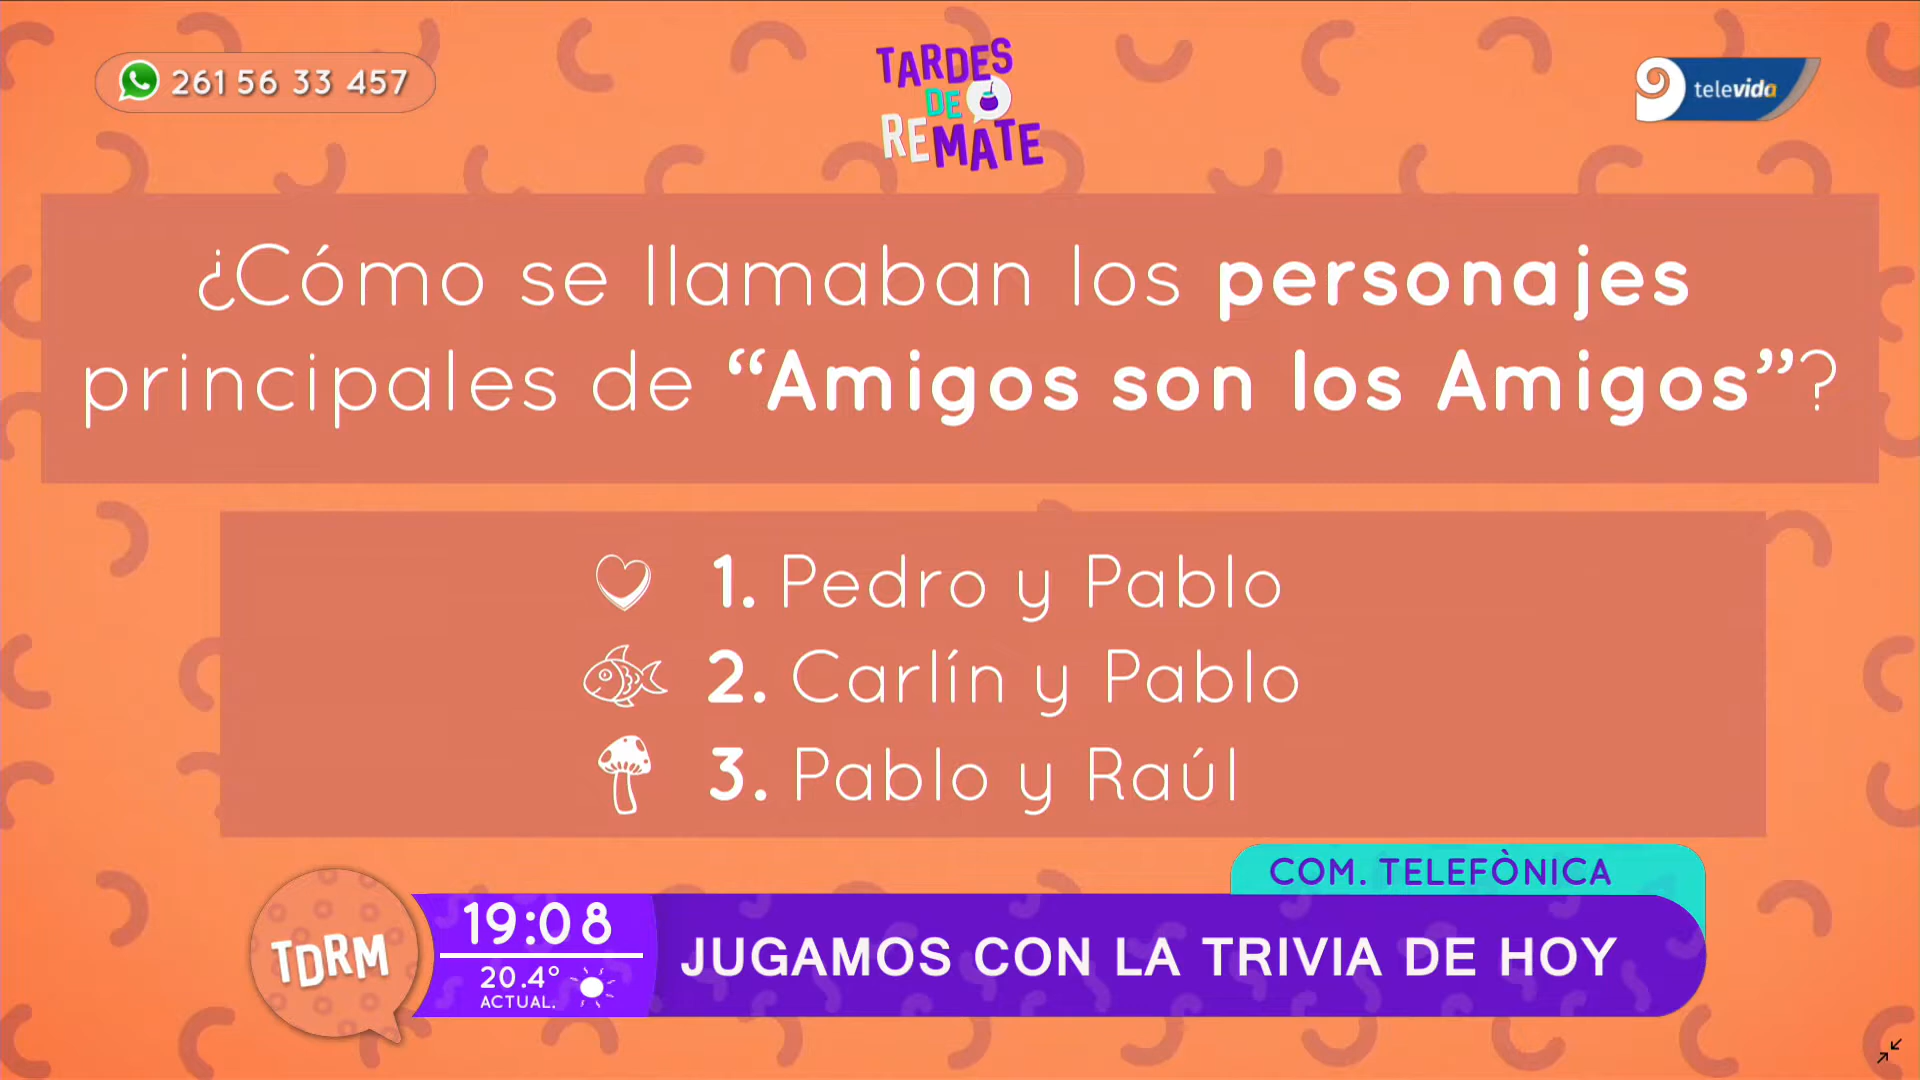 261 56 33 457
TARDES
DE
REMATE
9 televida
¿Cómo se llamaban los personajes
principales de “Amigos son los Amigos”?
1. Pedro y Pablo
2. Carlín y Pablo
3. Pablo y Raúl
COM. TELEFÒNICA
TDRM
19:08
20.4°
ACTUAL.
JUGAMOS CON LA TRIVIA DE HOY